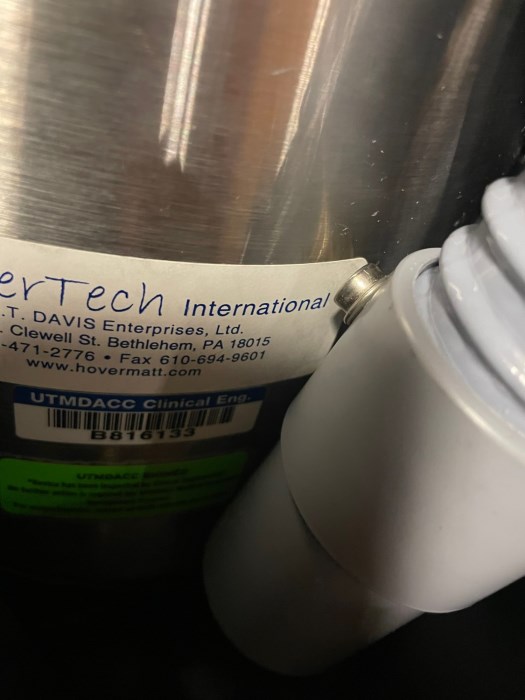 erTech International
.T. DAVIS Enterprises, Ltd.
. Clewell St. Bethlehem, PA 18015
-471-2776 • Fax 610-694-9601
www.hovermatt.com
UTMDACC Clinical Eng.
B816133
UTMDACC